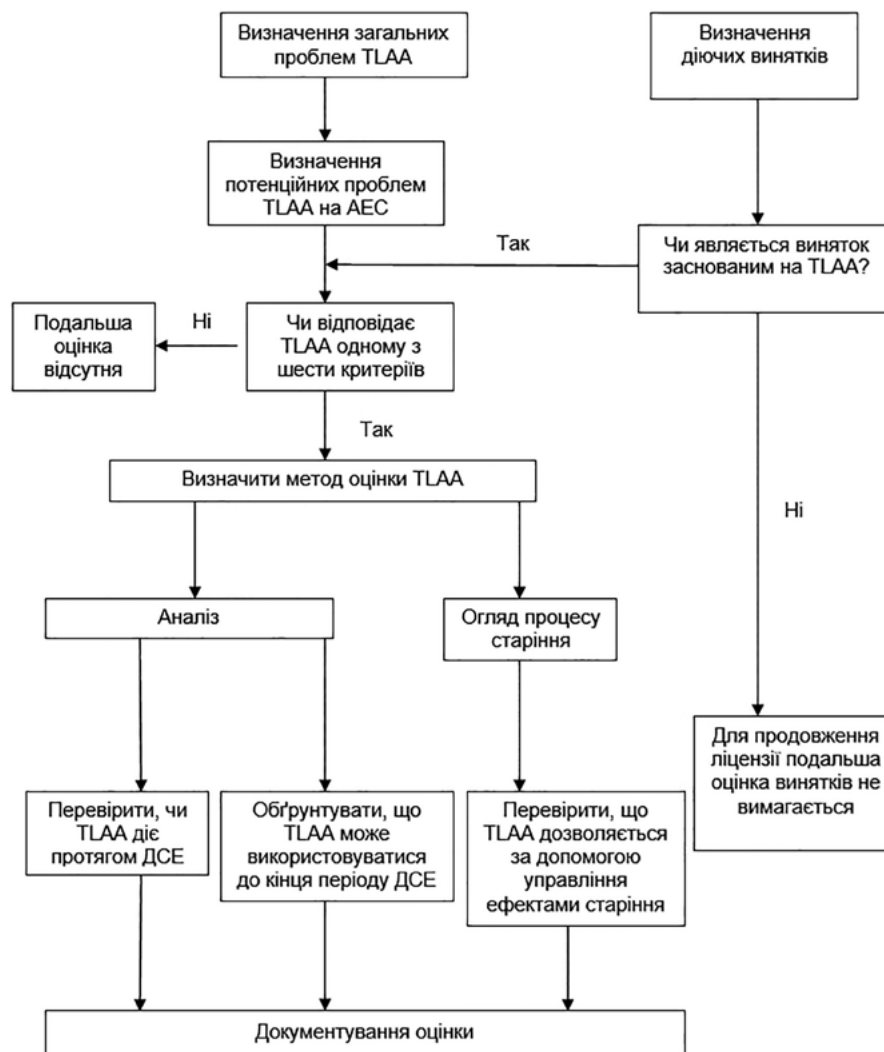 Визначення загальних
проблем TLAA
Визначення
діючих винятків
Визначення
потенційних проблем
TLAA на АЕС
Так
Чи являється виняток
заснованим на TLAA?
Подальша
оцінка
відсутня
Ні
Чи відповідає
TLAA одному з
шести критеріїв
Так
Визначити метод оцінки TLAA
Ні
Аналіз
Огляд процесу
старіння
Для продовження
ліцензії подальша
оцінка винятків не
вимагається
Перевірити, чи
TLAA діє
протягом ДСЕ
Обґрунтувати, що
TLAA може
використовуватися
до кінця періоду ДСЕ
Перевірити, що
TLAA дозволяється
за допомогою
управління
ефектами старіння
Документування оцінки